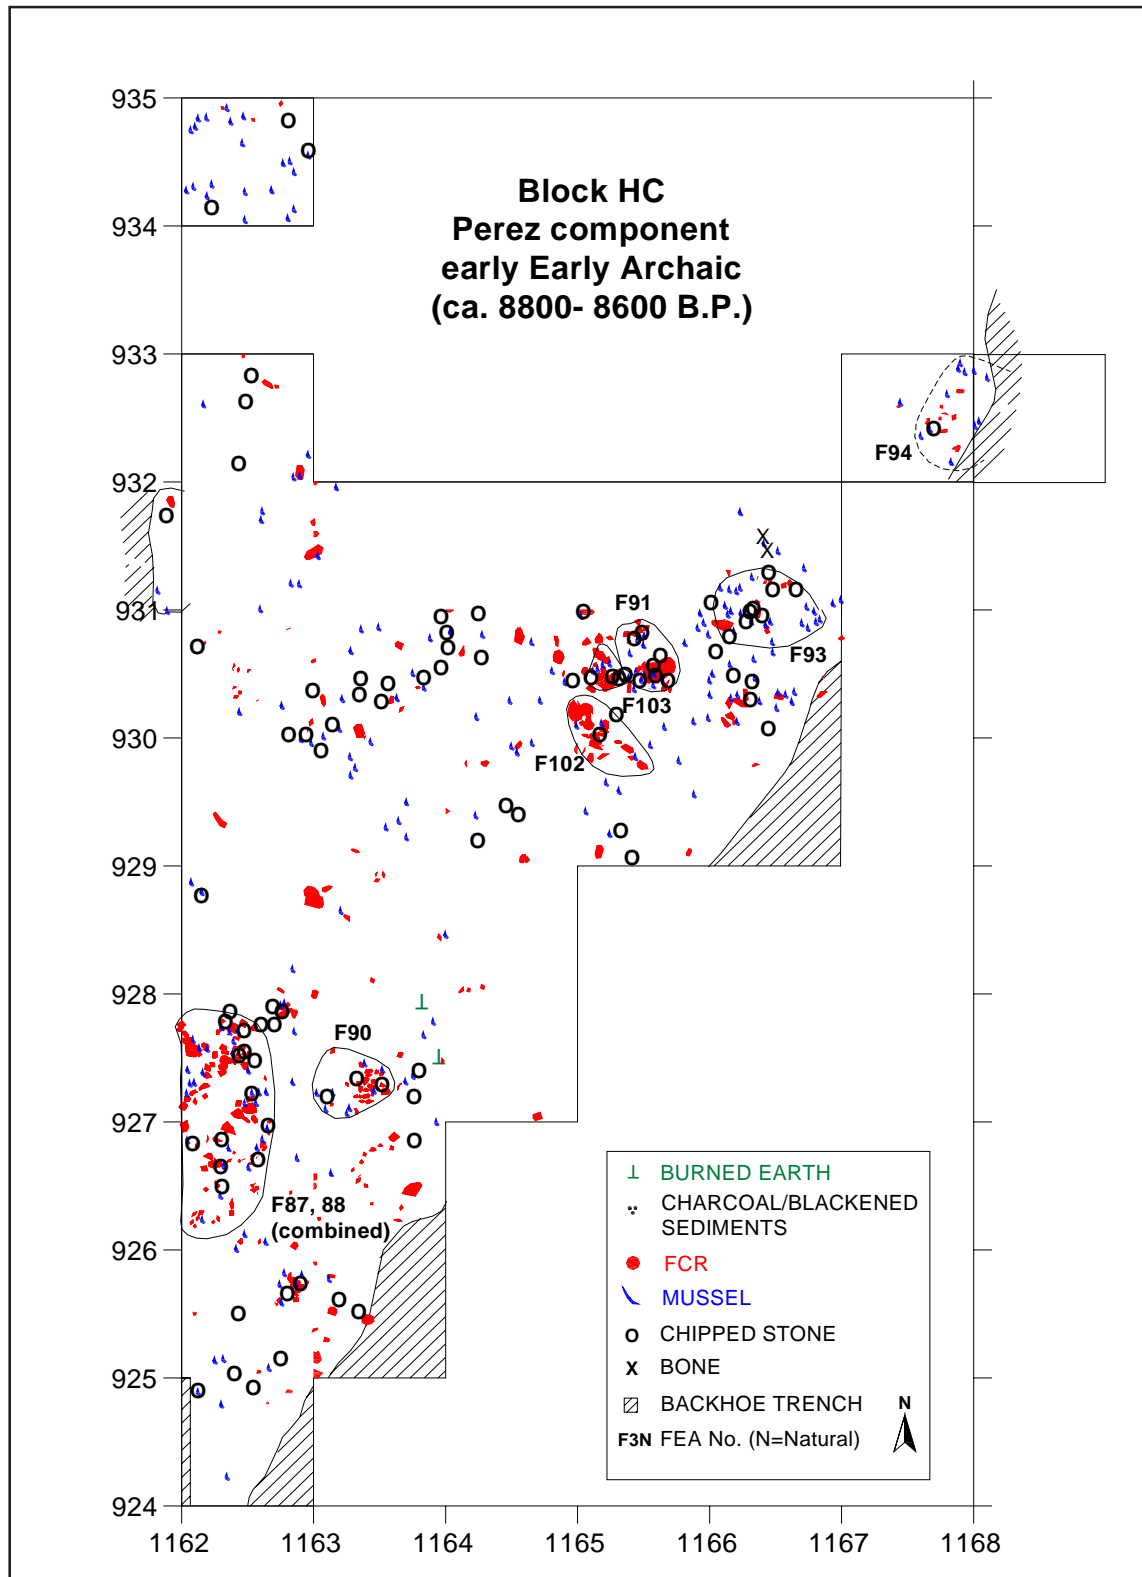 Block HC
Perez component
early Early Archaic
(ca. 8800- 8600 B.P.)
935
934
933
932
931
930
929
928
927
926
925
924
F94
F91
F93
F103
F102
F90
F87, 88
(combined)
⊥ BURNED EARTH
CHARCOAL/BLACKENED
SEDIMENTS
FCR
MUSSEL
O CHIPPED STONE
X BONE
BACKHOE TRENCH
N
F3N FEA No. (N=Natural)
1162 1163 1164 1165 1166 1167 1168